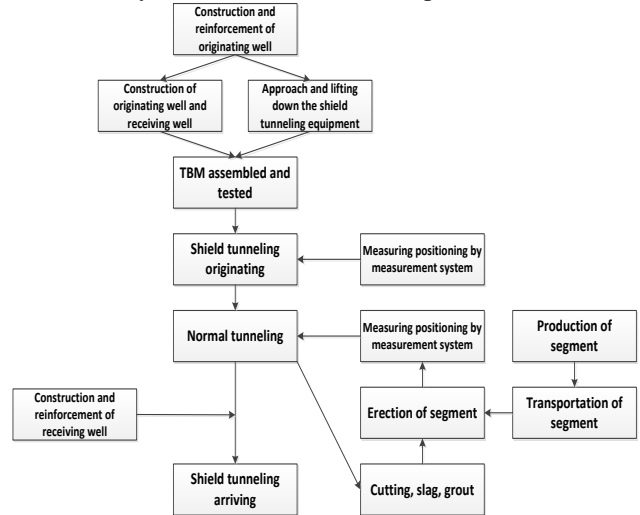 Construction and
reinforcement of
originating well
Construction of
originating well and
receiving well
Approach and lifting
down the shield
tunneling equipment
TBM assembled and
tested
Shield tunneling
originating
Measuring positioning by
measurement system
Normal tunneling
Measuring positioning by
measurement system
Production of
segment
Construction and
reinforcement of
receiving well
Erection of segment
Transportation of
segment
Shield tunneling
arriving
Cutting, slag, grout